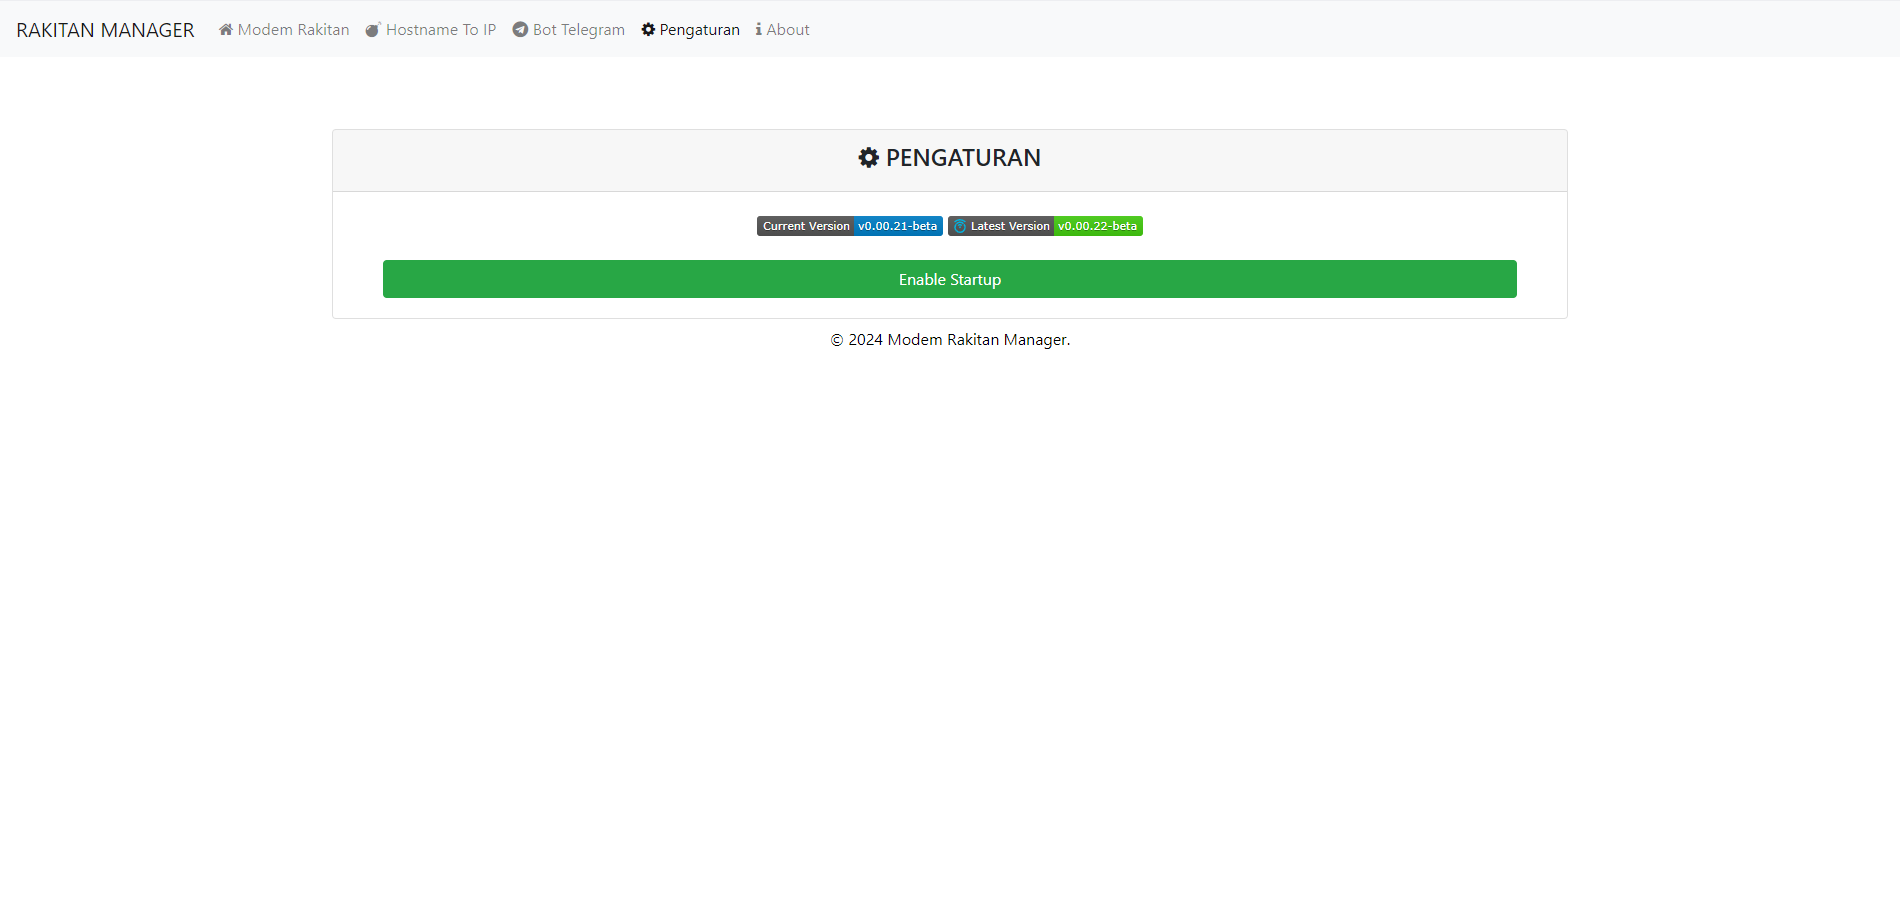 RAKITAN MANAGER Modem Rakitan Hostname To IP Bot Telegram Pengaturan About
PENGATURAN
Current Version v0.00.21-beta Latest Version v0.00.22-beta
Enable Startup
© 2024 Modem Rakitan Manager.